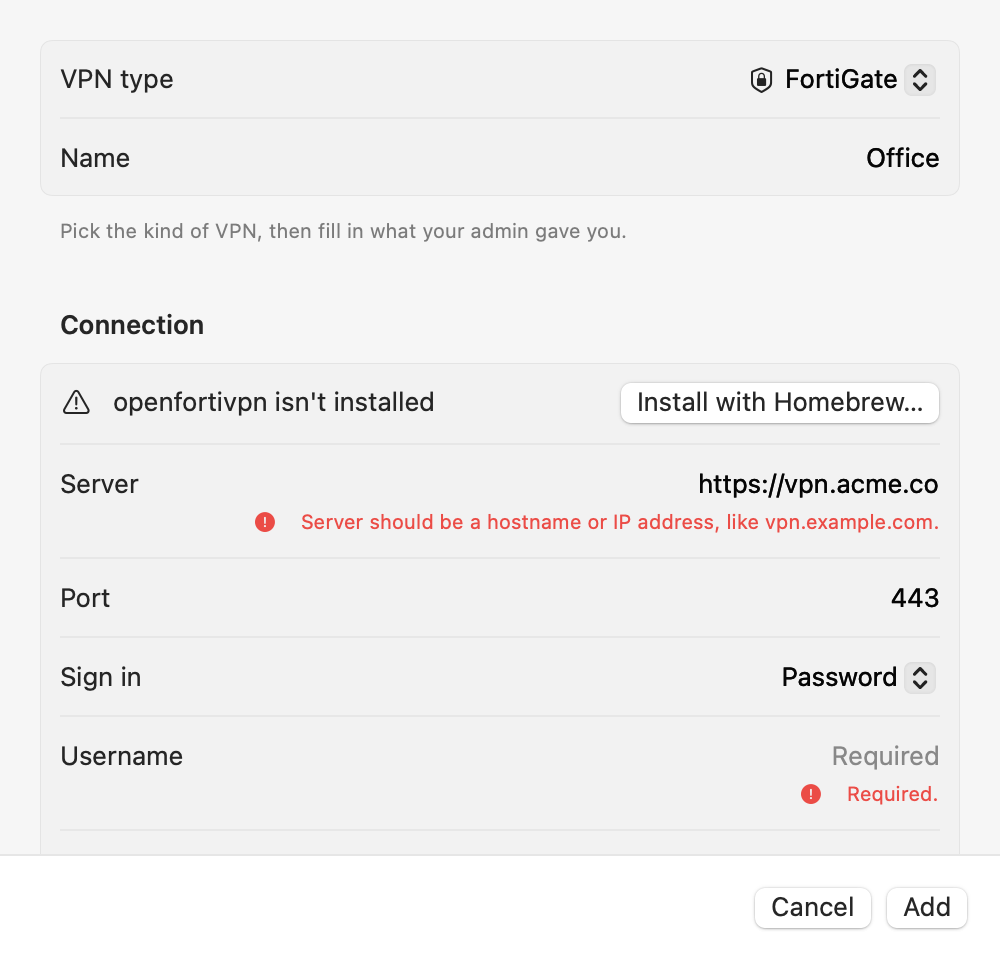 VPN type
FortiGate
Name
Office
Pick the kind of VPN, then fill in what your admin gave you.
Connection
openfortivpn isn't installed
Install with Homebrew...
Server
https://vpn.acme.co
Server should be a hostname or IP address, like vpn.example.com.
Port
443
Sign in
Password
Username
Required
Required.
Cancel
Add